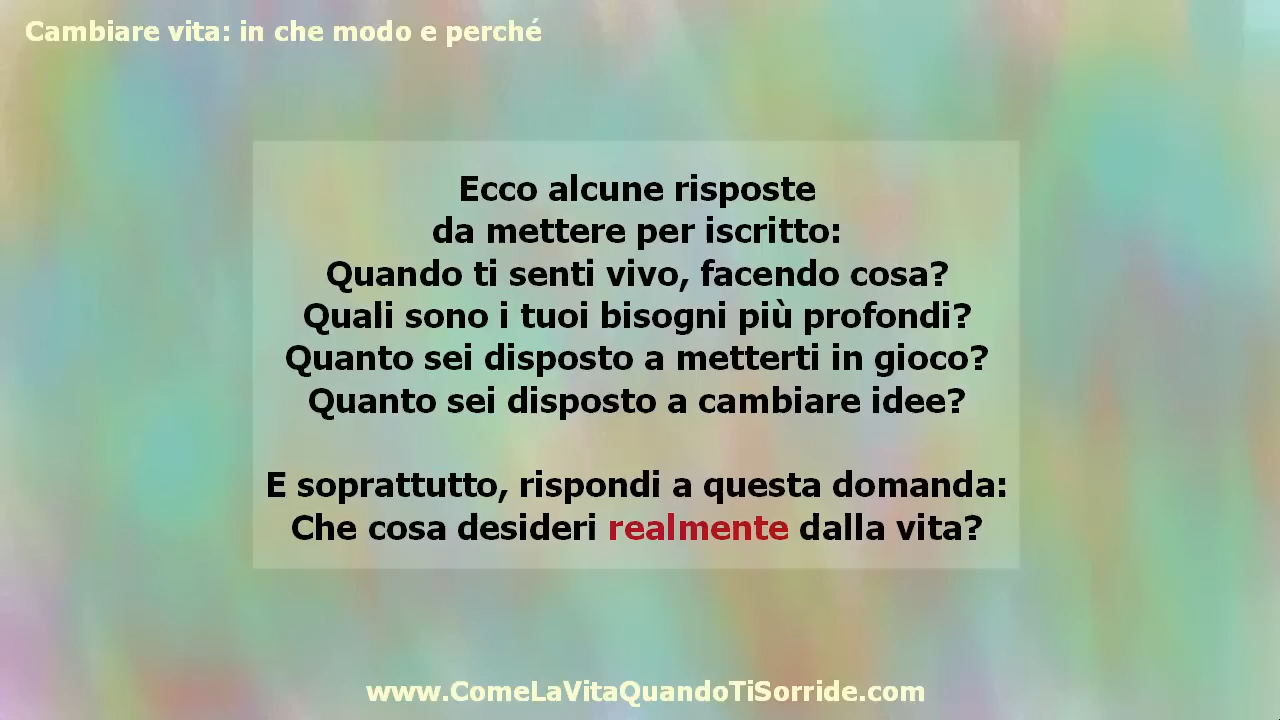 Cambiare vita: in che modo e perché
Ecco alcune risposte
da mettere per iscritto:
Quando ti senti vivo, facendo cosa?
Quali sono i tuoi bisogni più profondi?
Quanto sei disposto a metterti in gioco?
Quanto sei disposto a cambiare idee?
E soprattutto, rispondi a questa domanda:
Che cosa desideri realmente dalla vita?
www.ComeLaVitaQuandoTiSorride.com